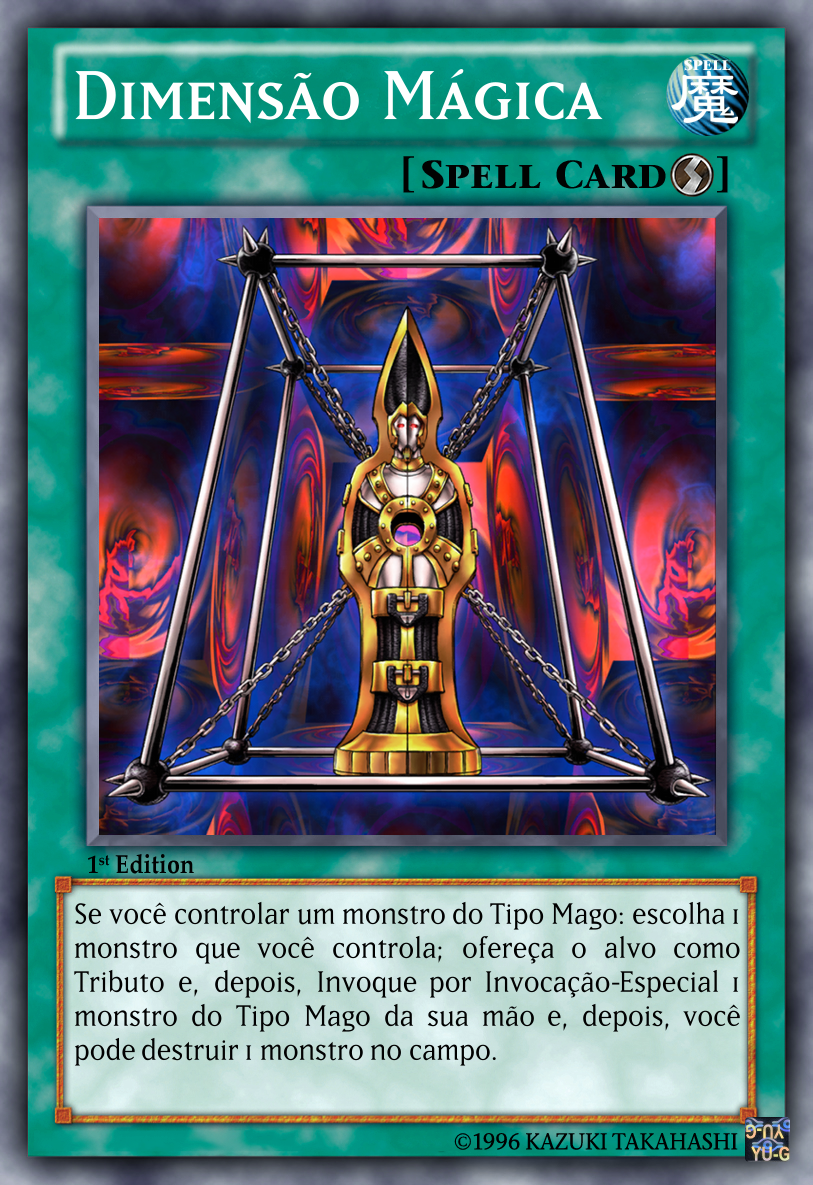 Dimensão Mágica
SPELL
魔
[Spell Card]
1st Edition
Se você controlar um monstro do Tipo Mago: escolha 1
monstro que você controla; ofereça o alvo como
Tributo e, depois, Invoque por Invocação-Especial 1
monstro do Tipo Mago da sua mão e, depois, você
pode destruir 1 monstro no campo.
©1996 KAZUKI TAKAHASHI
YU-G
YU-G